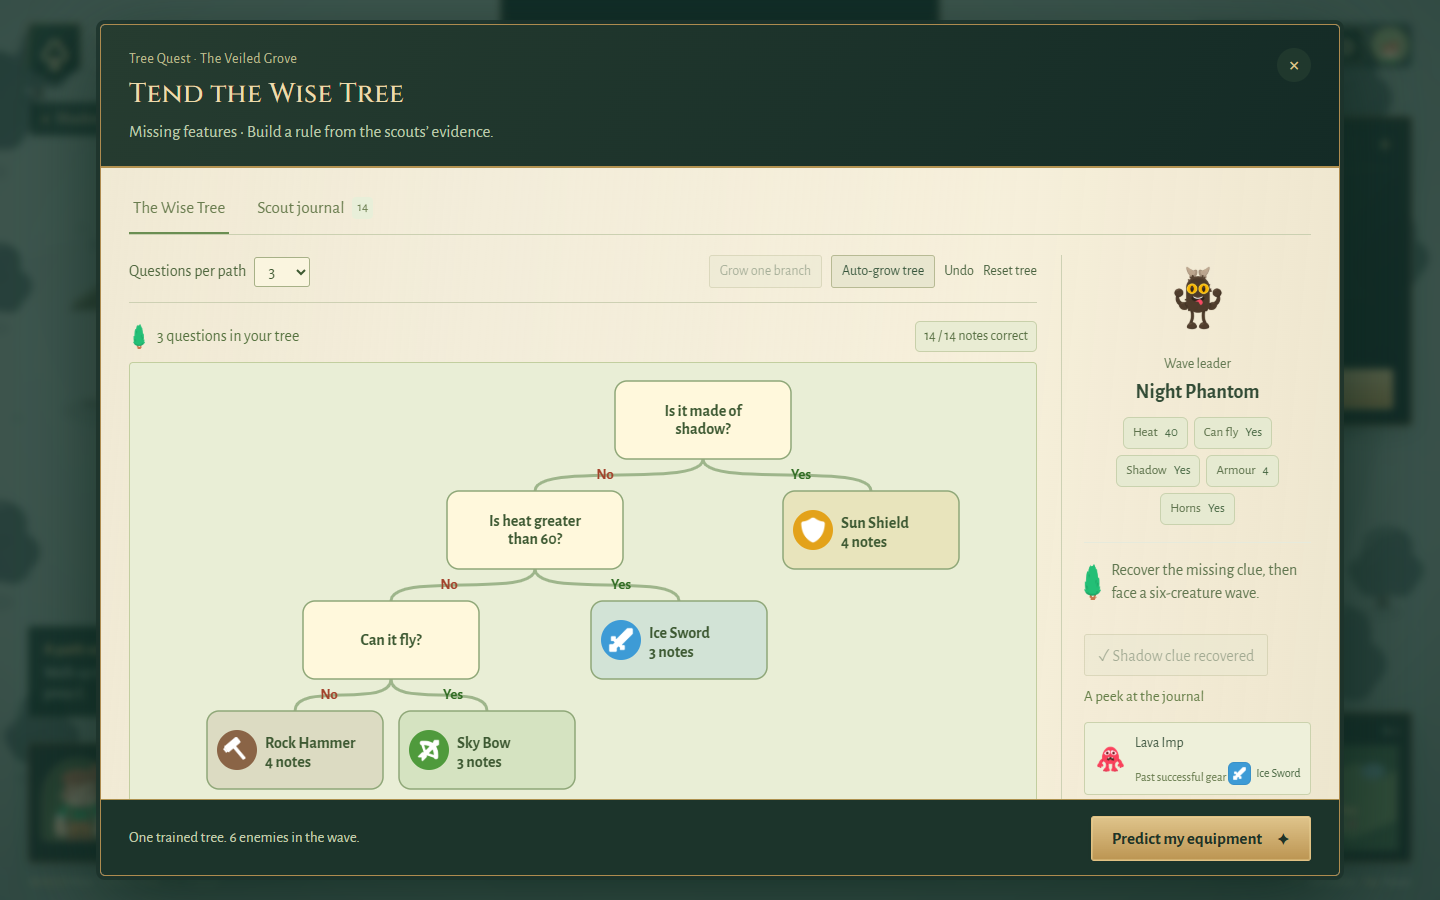 Tree Quest · The Veiled Grove
Tend the Wise Tree
Missing features · Build a rule from the scouts' evidence.
The Wise Tree
Scout journal 14
Questions per path 3
Grow one branch
Auto-grow tree
Undo
Reset tree
3 questions in your tree
14 / 14 notes correct
Is it made of
shadow?
No
Yes
Is heat greater
than 60?
Sun Shield
4 notes
No
Yes
Can it fly?
Ice Sword
3 notes
No
Yes
Rock Hammer
4 notes
Sky Bow
3 notes
Wave leader
Night Phantom
Heat 40
Can fly Yes
Shadow Yes
Armour 4
Horns Yes
Recover the missing clue, then
face a six-creature wave.
✓ Shadow clue recovered
A peek at the journal
Lava Imp
Past successful gear
Ice Sword
One trained tree. 6 enemies in the wave.
Predict my equipment